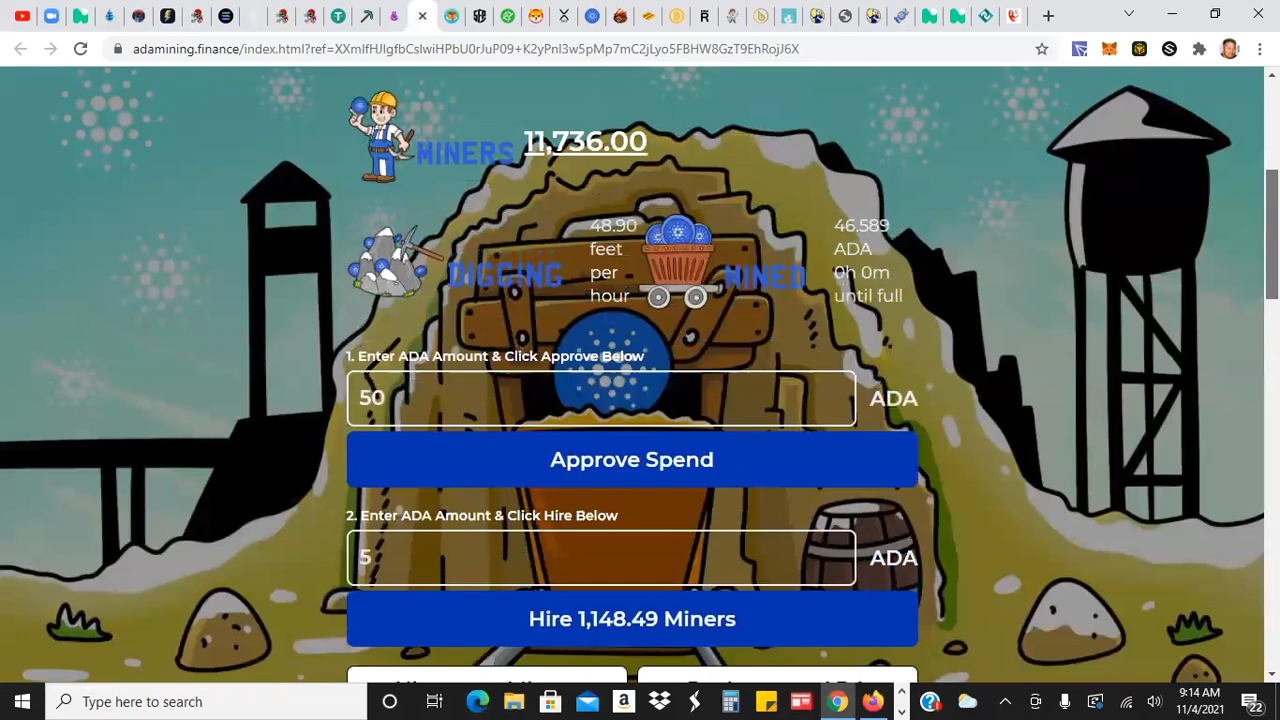 adamining.finance/index.html?ref=XXmIfHJIgfbCsIwiHPbU0rJuP09+K2yPnI3w5pMp7mC2jLyo5FBHW8GzT9EhRojJ6X
MINERS 11,736.00
DIGGING
48.90
feet
per
hour
MINED
46.589
ADA
0h 0m
until full
1. Enter ADA Amount & Click Approve Below
50 ADA
Approve Spend
2. Enter ADA Amount & Click Hire Below
5 ADA
Hire 1,148.49 Miners
Type here to search
9:14 AM
11/4/2021
22